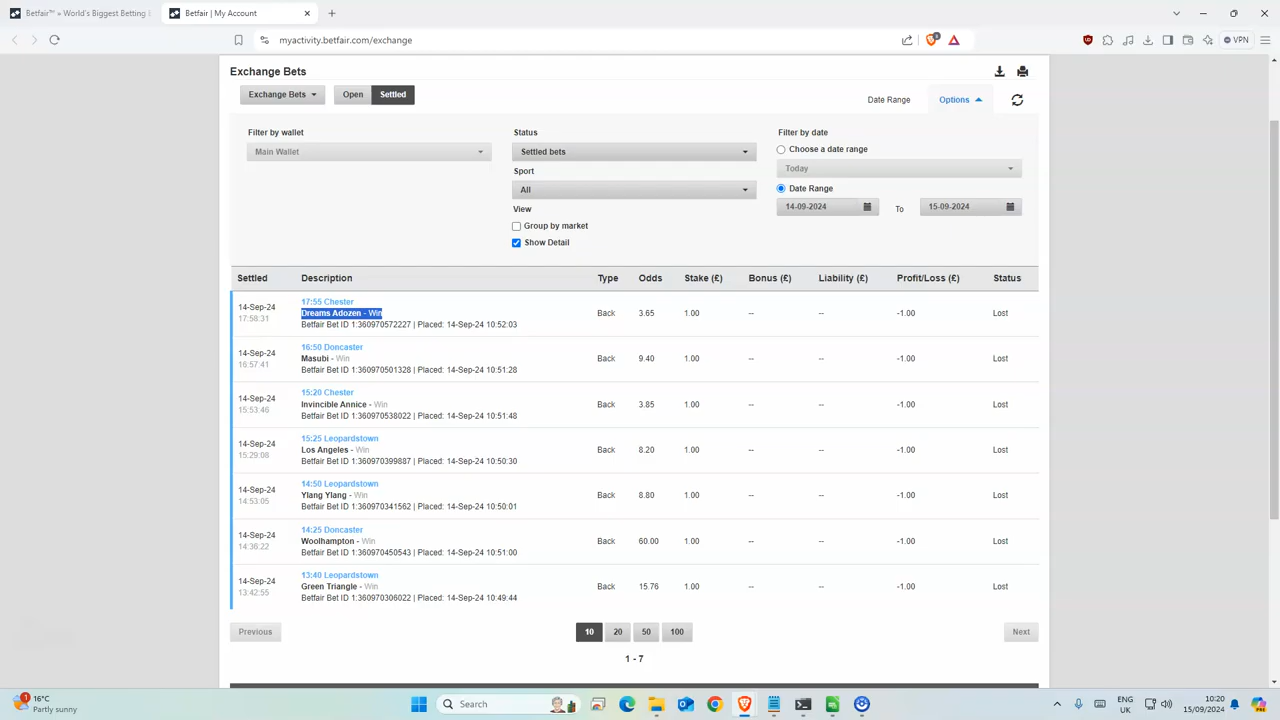 Betfair™ » World's Biggest Betting
Betfair | My Account
myactivity.betfair.com/exchange
VPN
Exchange Bets
Exchange Bets Open Settled
Date Range Options
Filter by wallet Status Filter by date
Main Wallet Settled bets Choose a date range
Sport Today
All Date Range
View 14-09-2024 To 15-09-2024
Group by market
Show Detail
Settled Description Type Odds Stake (£) Bonus (£) Liability (£) Profit/Loss (£) Status
17:55 Chester
14-Sep-24 Dreams Adozen - Win Back 3.65 1.00 -- -- -1.00 Lost
17:58:31 Betfair Bet ID 1:360970572227 | Placed: 14-Sep-24 10:52:03
16:50 Doncaster
14-Sep-24 Masubi - Win Back 9.40 1.00 -- -- -1.00 Lost
16:57:41 Betfair Bet ID 1:360970501328 | Placed: 14-Sep-24 10:51:28
15:20 Chester
14-Sep-24 Invincible Annice - Win Back 3.85 1.00 -- -- -1.00 Lost
15:53:46 Betfair Bet ID 1:360970538022 | Placed: 14-Sep-24 10:51:48
15:25 Leopardstown
14-Sep-24 Los Angeles - Win Back 8.20 1.00 -- -- -1.00 Lost
15:29:08 Betfair Bet ID 1:360970399887 | Placed: 14-Sep-24 10:50:30
14:50 Leopardstown
14-Sep-24 Ylang Ylang - Win Back 8.80 1.00 -- -- -1.00 Lost
14:53:05 Betfair Bet ID 1:360970341562 | Placed: 14-Sep-24 10:50:01
14:25 Doncaster
14-Sep-24 Woolhampton - Win Back 60.00 1.00 -- -- -1.00 Lost
14:36:22 Betfair Bet ID 1:360970450543 | Placed: 14-Sep-24 10:51:00
13:40 Leopardstown
14-Sep-24 Green Triangle - Win Back 15.76 1.00 -- -- -1.00 Lost
13:42:55 Betfair Bet ID 1:360970306022 | Placed: 14-Sep-24 10:49:44
Previous 10 20 50 100 Next
1 - 7
16°C
Partly sunny
Search
ENG
UK
10:20
15/09/2024